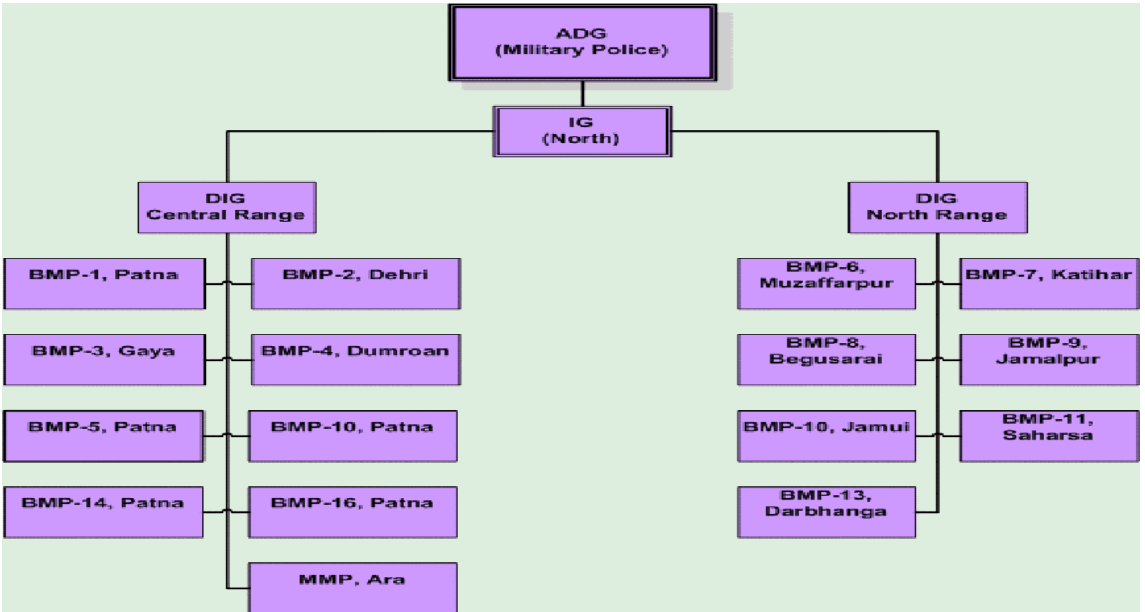 ADG
(Military Police)
IG
(North)
DIG
Central Range
DIG
North Range
BMP-1, Patna
BMP-2, Dehri
BMP-6,
Muzaffarpur
BMP-7, Katihar
BMP-3, Gaya
BMP-4, Dumroan
BMP-8,
Begusarai
BMP-9,
Jamalpur
BMP-5, Patna
BMP-10, Patna
BMP-10, Jamui
BMP-11,
Saharsa
BMP-14, Patna
BMP-16, Patna
BMP-13,
Darbhanga
MMP, Ara